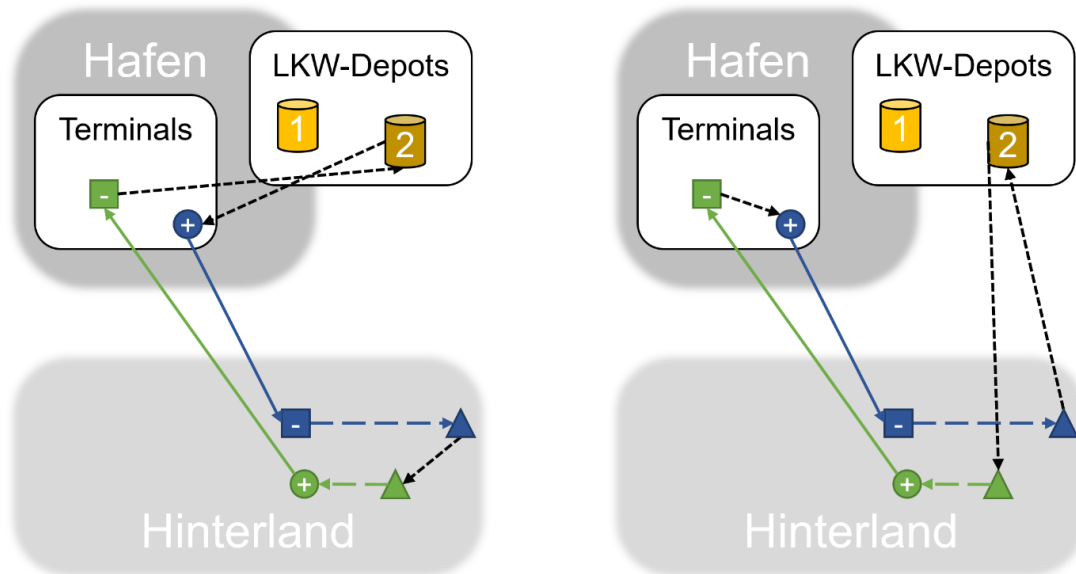 Hafen
LKW-Depots
1
2
Terminals
-
+
-
+
Hinterland
Hafen
LKW-Depots
1
2
Terminals
-
+
-
+
Hinterland